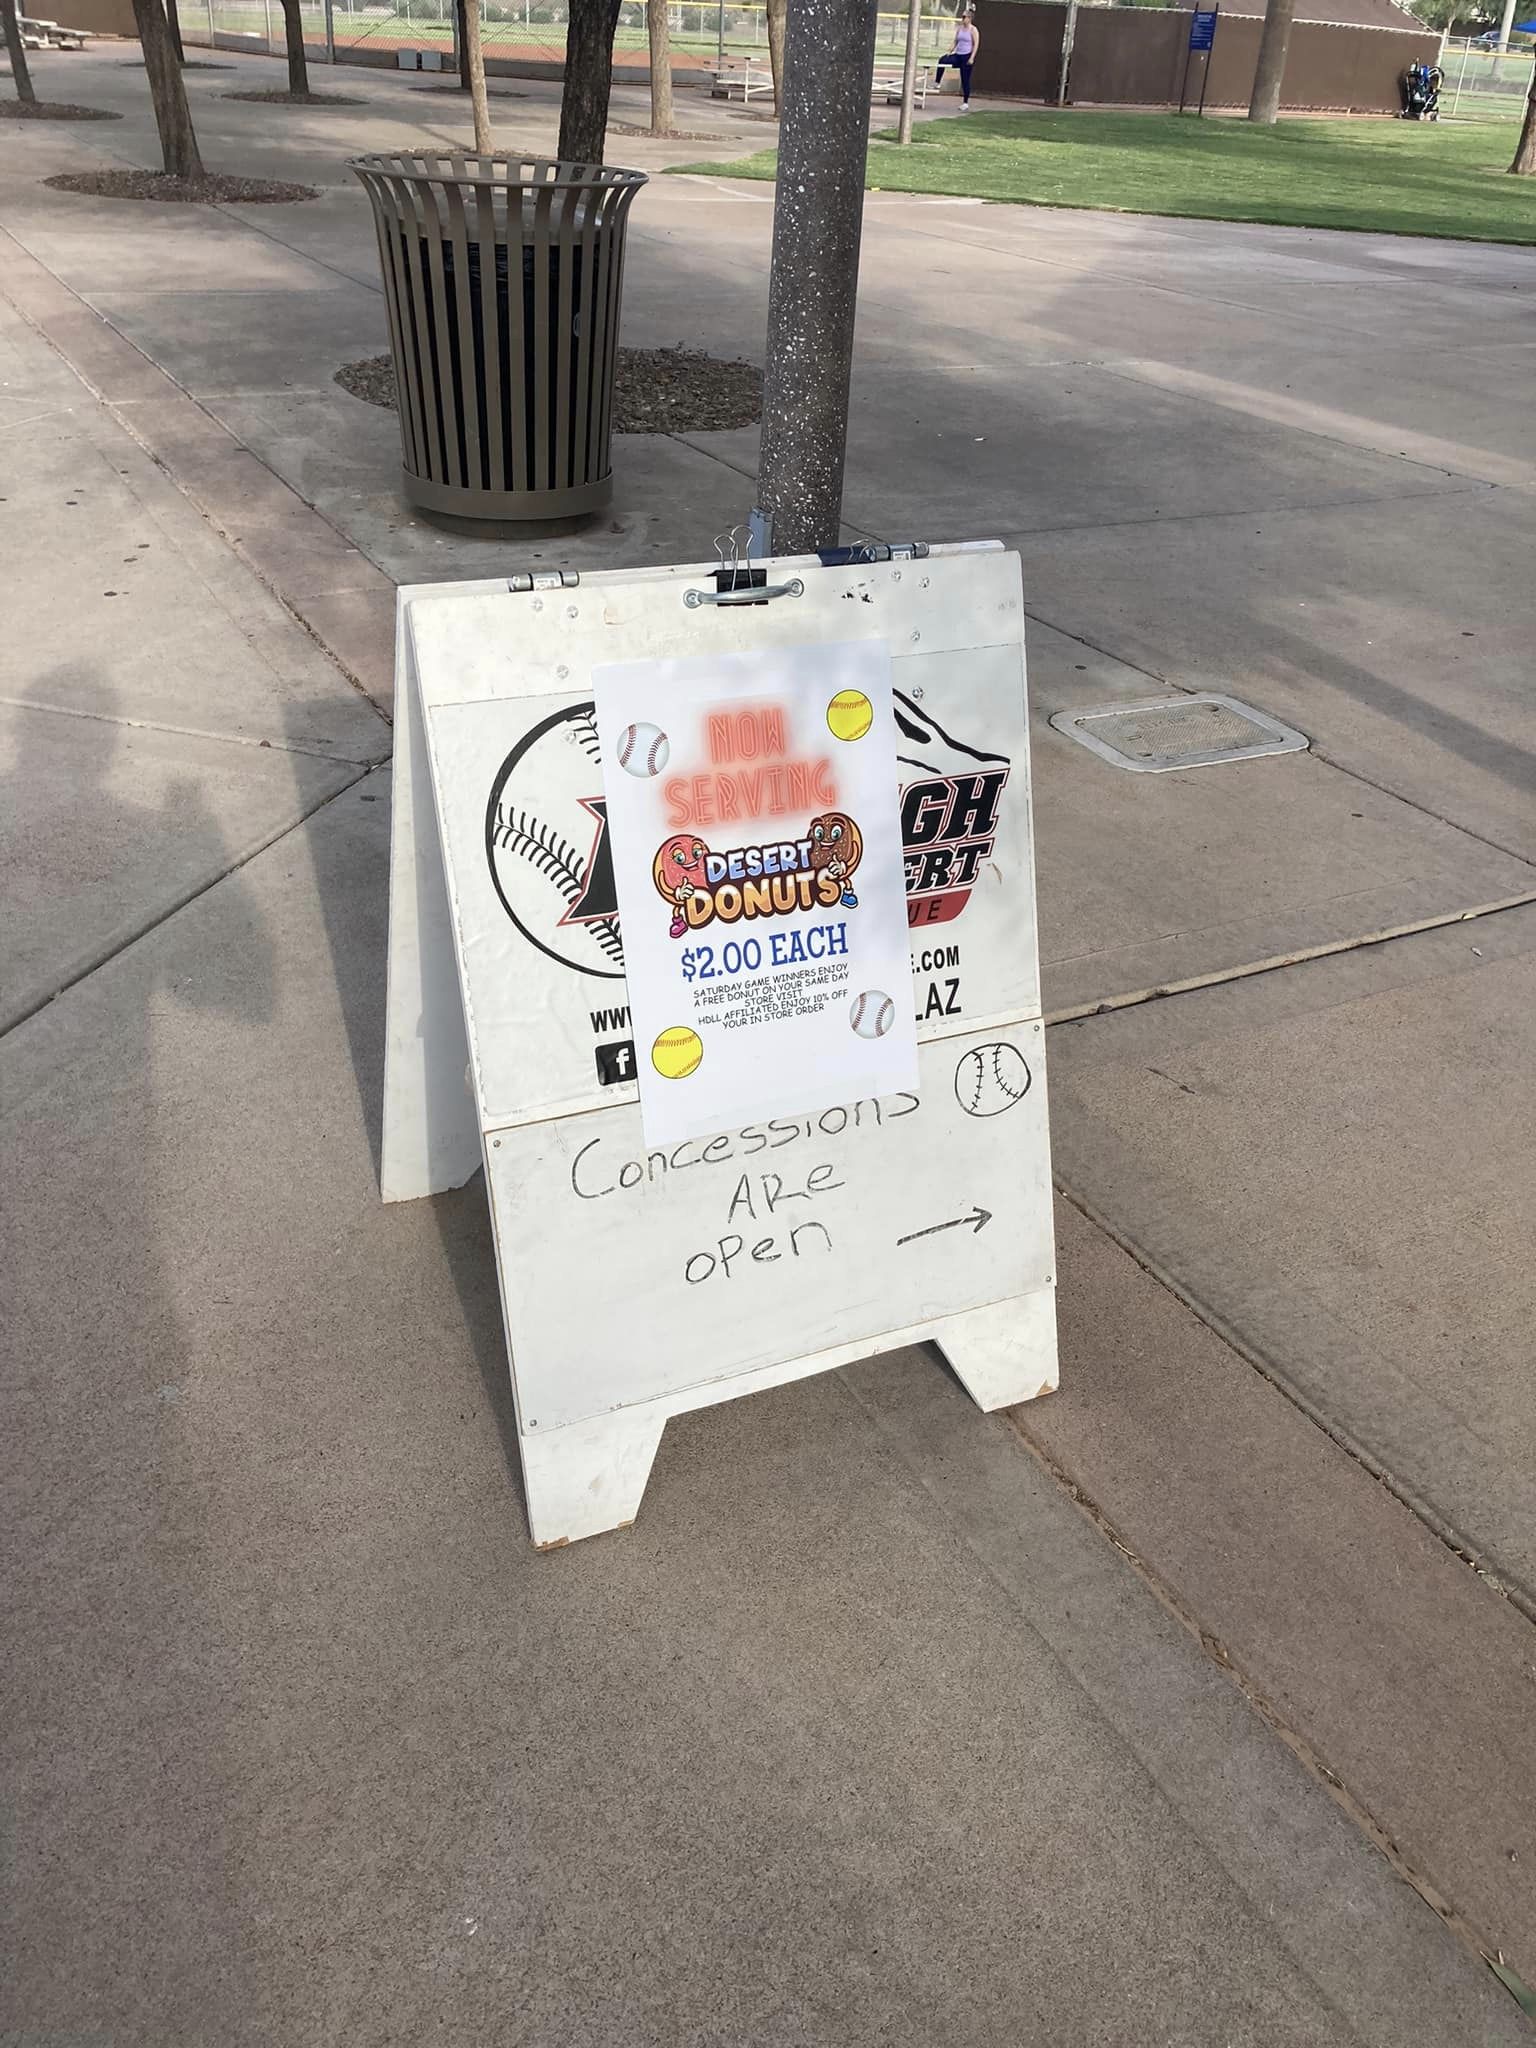 NOW
SERVING
DESERT
DONUTS
$2.00 EACH
SATURDAY GAME WINNERS ENJOY
A FREE DONUT ON YOUR SAME DAY
STORE VISIT
HDLL AFFILIATED ENJOY 10% OFF
YOUR IN STORE ORDER
GH
ERT
UE
WW
.COM
AZ
f
Concessions
ARe
open